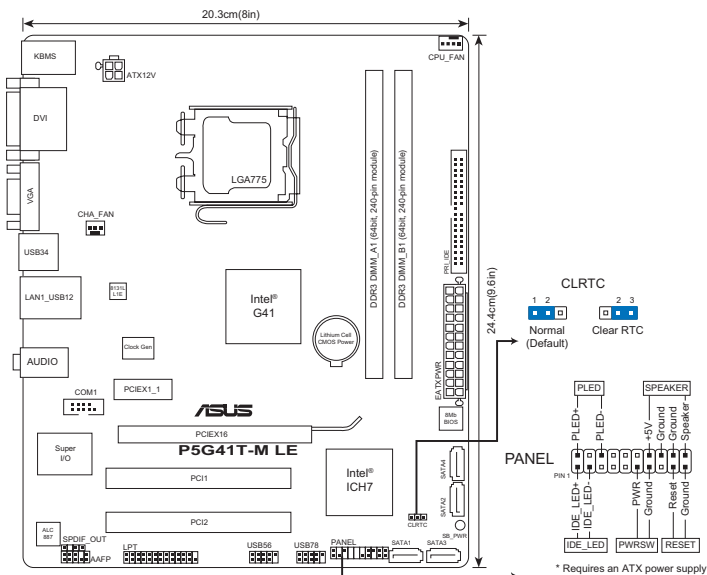 20.3cm(8in)
KBMS
CPU_FAN
ATX12V
DVI
LGA775
VGA
DDR3 DIMM_A1 (64bit, 240-pin module)
DDR3 DIMM_B1 (64bit, 240-pin module)
PRI_IDE
CHA_FAN
USB34
24.4cm(9.6in)
LAN1_USB12
8131L
L1E
Intel®
G41
Lithium Cell
CMOS Power
Clock Gen
EATXPWR
AUDIO
PCIEX1_1
COM1
8Mb
BIOS
ASUS
PCIEX16
P5G41T-M LE
Super
I/O
PCI1
Intel®
ICH7
SATA4
SATA2
CLRTC
SB_PWR
PCI2
ALC
887
SPDIF_OUT
AAFP
LPT
USB56
USB78
PANEL
SATA1
SATA3
CLRTC
1 2
2 3
Normal
(Default)
Clear RTC
PLED
SPEAKER
PLED+
PLED-
+5V
Ground
Ground
Speaker
PANEL
PIN 1
IDE_LED+
IDE_LED-
PWR
Ground
Reset
Ground
IDE_LED
PWRSW
RESET
* Requires an ATX power supply